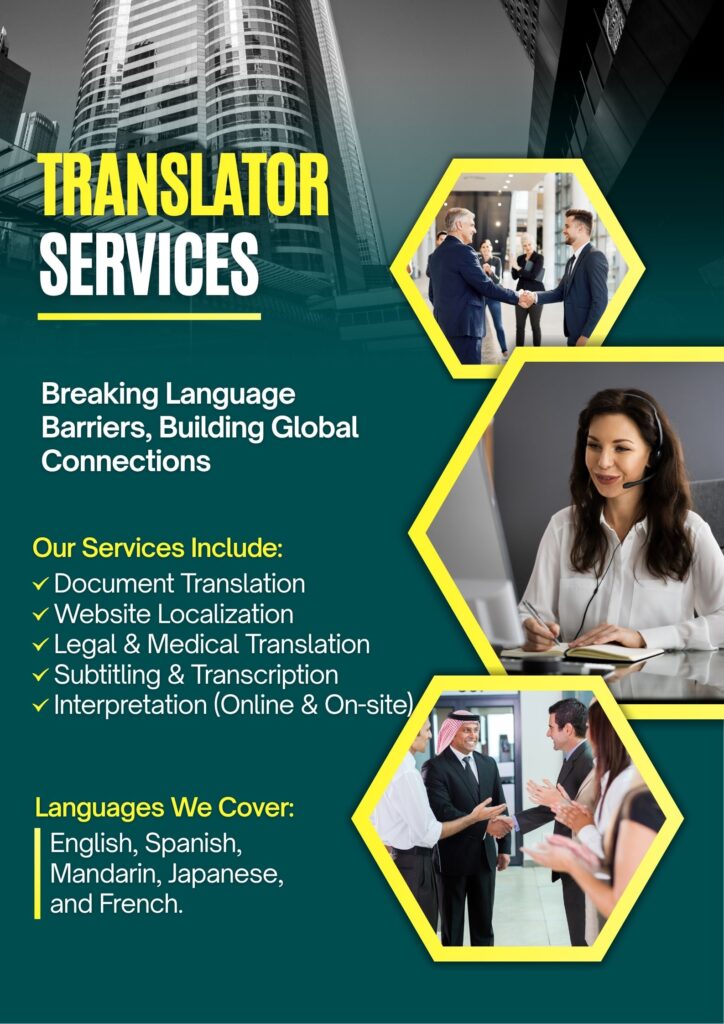 TRANSLATOR
SERVICES
Breaking Language
Barriers, Building Global
Connections
Our Services Include:
Document Translation
Website Localization
Legal & Medical Translation
Subtitling & Transcription
Interpretation (Online & On-site)
Languages We Cover:
English, Spanish,
Mandarin, Japanese,
and French.